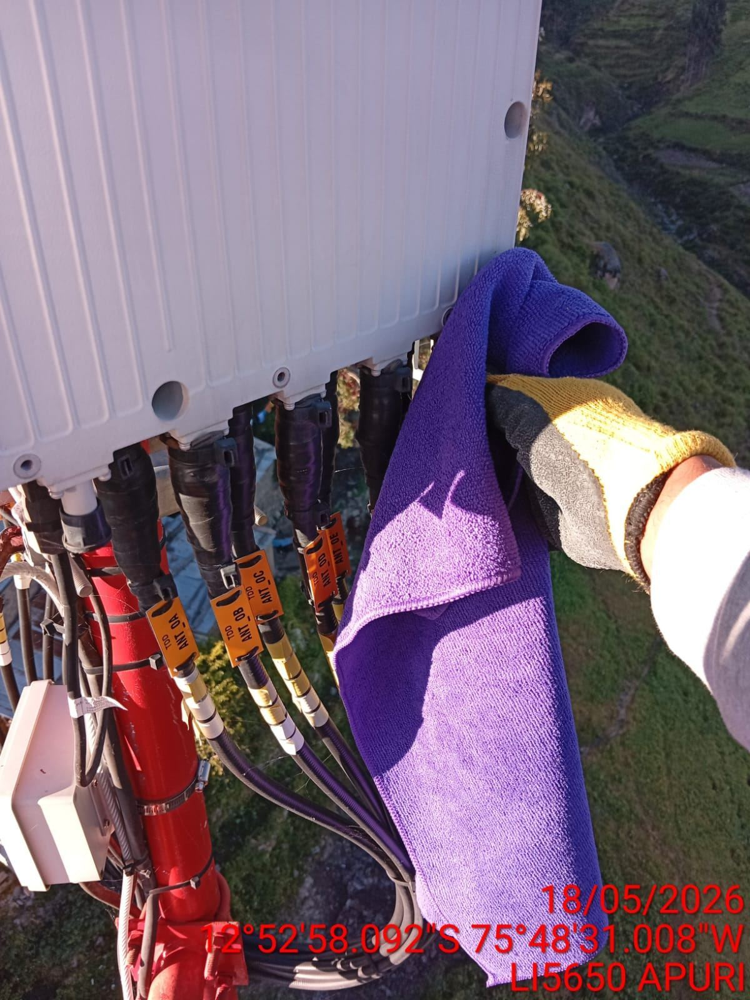 TDD
ANT_0A
TDD
ANT_0B
TDD
ANT_0C
ANT_0D
ANT_0E
18/05/2026
12°52'58.092"S 75°48'31.008"W
LI5650 APURI